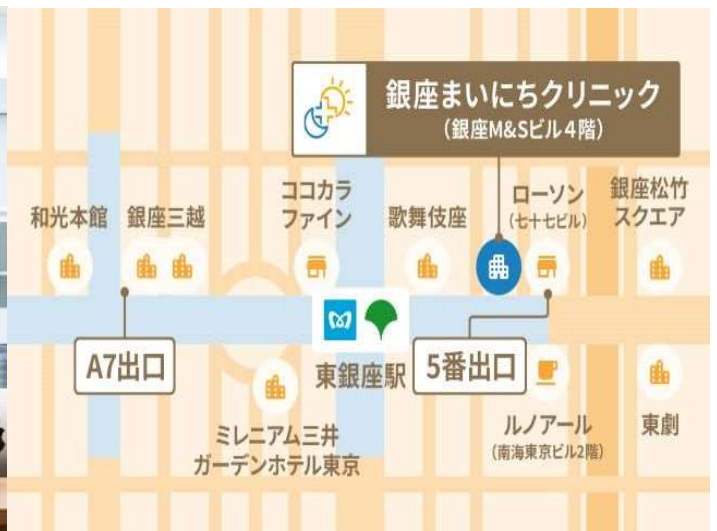 銀座まいにちクリニック
(銀座M&Sビル4階)
和光本館
銀座三越
ココカラ
ファイン
歌舞伎座
ローソン
(七十七ビル)
銀座松竹
スクエア
A7出口
東銀座駅
5番出口
ミレニアム三井
ガーデンホテル東京
ルノアール
(南海東京ビル2階)
東劇